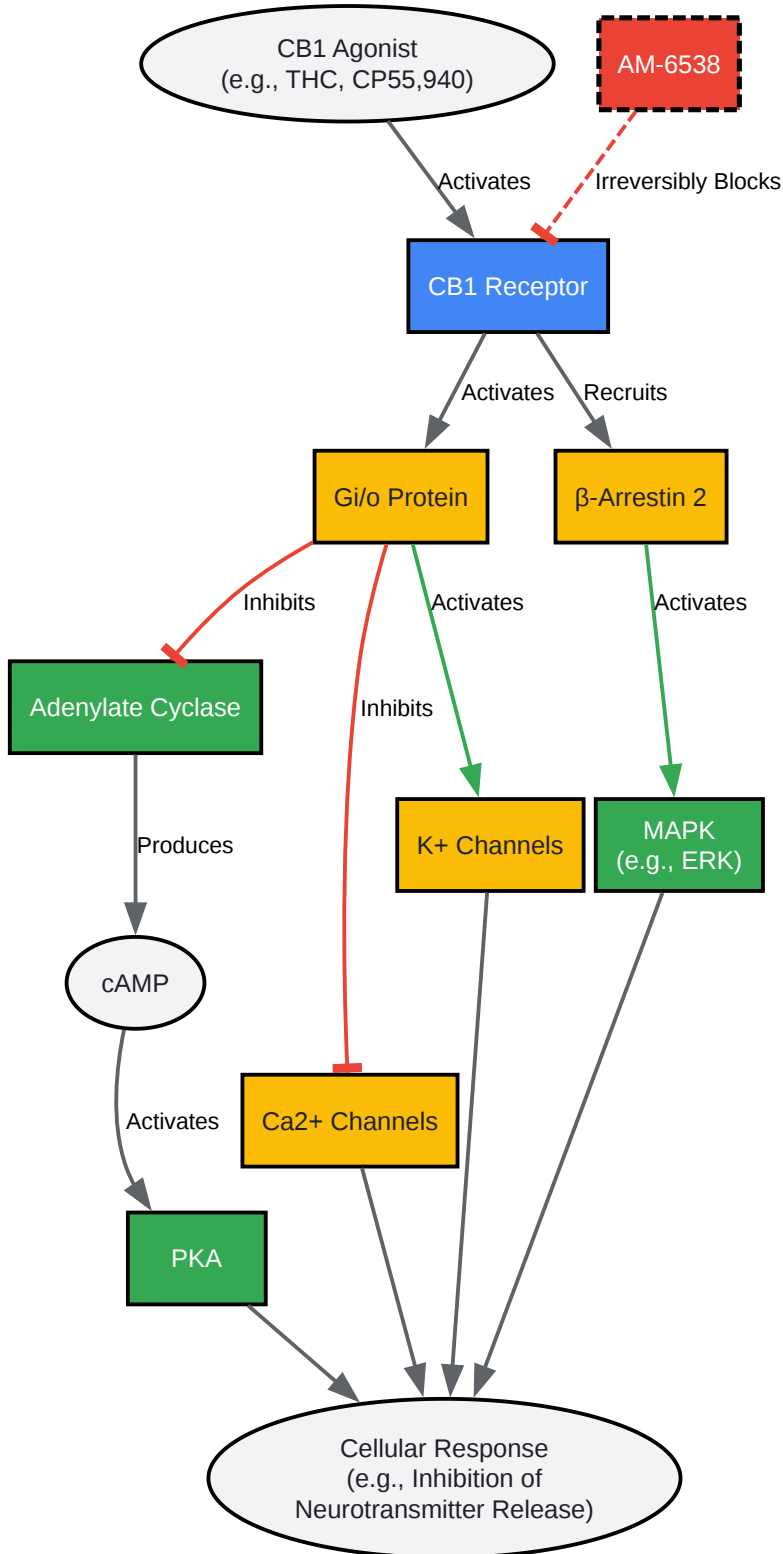 CB1 Agonist
(e.g., THC, CP55,940)
AM-6538
Activates
Irreversibly Blocks
CB1 Receptor
Activates
Recruits
Gi/o Protein
β-Arrestin 2
Inhibits
Activates
Activates
Adenylate Cyclase
Inhibits
Produces
K+ Channels
MAPK
(e.g., ERK)
cAMP
Activates
Ca2+ Channels
PKA
Cellular Response
(e.g., Inhibition of
Neurotransmitter Release)